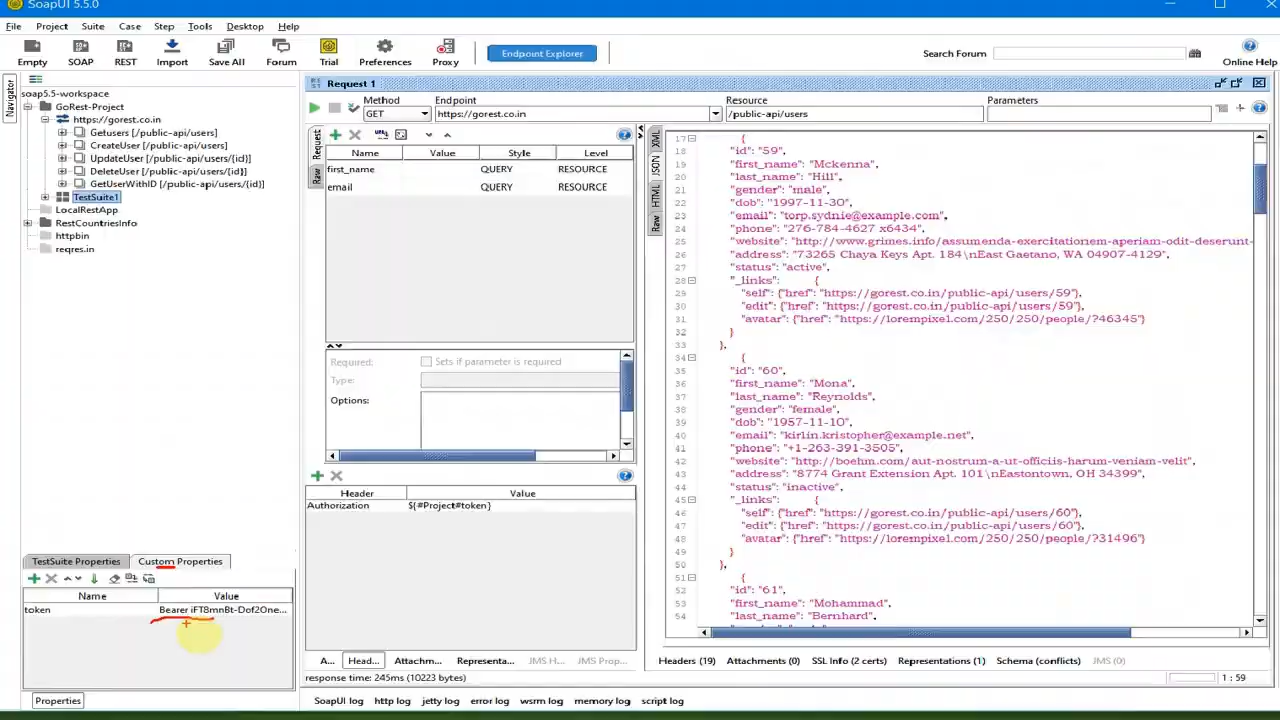 SoapUI 5.5.0
File Project Suite Case Step Tools Desktop Help
Empty SOAP REST Import Save All Forum Trial Preferences Proxy Endpoint Explorer Search Forum Online Help
Navigator
soap5.5-workspace
GoRest-Project
https://gorest.co.in
Getusers [/public-api/users]
CreateUser [/public-api/users]
UpdateUser [/public-api/users/{id}]
DeleteUser [/public-api/users/{id}]
GetUserWithID [/public-api/users/{id}]
TestSuite1
LocalRestApp
RestCountriesInfo
httpbin
reqres.in
TestSuite Properties Custom Properties
Name Value
token Bearer iFT8mnBt-Dof2One...
Properties
Request 1
Method Endpoint Resource Parameters
GET https://gorest.co.in /public-api/users
Request
Raw
Name Value Style Level
first_name QUERY RESOURCE
email QUERY RESOURCE
Required: Sets if parameter is required
Type:
Options:
Header Value
Authorization ${#Project#token}
A... Head... Attachm... Representa... JMS H... JMS Prop...
response time: 245ms (10223 bytes)
XML
JSON
HTML
Raw
17 {
18 "id": "59",
19 "first_name": "Mckenna",
20 "last_name": "Hill",
21 "gender": "male",
22 "dob": "1997-11-30",
23 "email": "torp.sydnie@example.com",
24 "phone": "276-784-4627 x6434",
25 "website": "http://www.grimes.info/assumenda-exercitationem-aperiam-odit-deserunt-
26 "address": "73265 Chaya Keys Apt. 184\nEast Gaetano, WA 04907-4129",
27 "status": "active",
28 "_links": {
29 "self": {"href": "https://gorest.co.in/public-api/users/59"},
30 "edit": {"href": "https://gorest.co.in/public-api/users/59"},
31 "avatar": {"href": "https://lorempixel.com/250/250/people/?46345"}
32 }
33 },
34 {
35 "id": "60",
36 "first_name": "Mona",
37 "last_name": "Reynolds",
38 "gender": "female",
39 "dob": "1957-11-10",
40 "email": "kirlin.kristopher@example.net",
41 "phone": "+1-263-391-3505",
42 "website": "http://boehm.com/aut-nostrum-a-ut-officiis-harum-veniam-velit",
43 "address": "8774 Grant Extension Apt. 101\nEastontown, OH 34399",
44 "status": "inactive",
45 "_links": {
46 "self": {"href": "https://gorest.co.in/public-api/users/60"},
47 "edit": {"href": "https://gorest.co.in/public-api/users/60"},
48 "avatar": {"href": "https://lorempixel.com/250/250/people/?31496"}
49 }
50 },
51 {
52 "id": "61",
53 "first_name": "Mohammad",
54 "last_name": "Bernhard",
Headers (19) Attachments (0) SSL Info (2 certs) Representations (1) Schema (conflicts) JMS (0)
1 : 59
SoapUI log http log jetty log error log wsrm log memory log script log